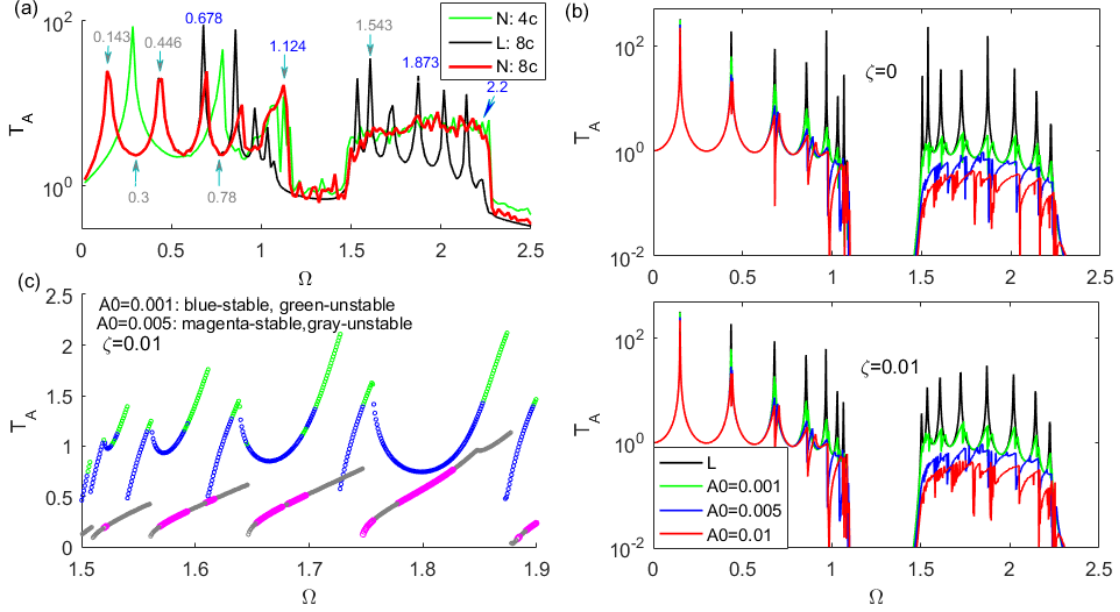 (a)
T_A
10^2
10^0
0.143
0.446
0.678
1.124
1.543
1.873
2.2
0.3
0.78
N: 4c
L: 8c
N: 8c
0 0.5 1 1.5 2 2.5
Ω
(b)
T_A
10^2
10^0
10^-2
ζ=0
0 0.5 1 1.5 2 2.5
(c)
A0=0.001: blue-stable, green-unstable
A0=0.005: magenta-stable,gray-unstable
ζ=0.01
T_A
2.5
2
1.5
1
0.5
0
1.5 1.6 1.7 1.8 1.9
Ω
T_A
10^2
10^0
10^-2
ζ=0.01
L
A0=0.001
A0=0.005
A0=0.01
0 0.5 1 1.5 2 2.5
Ω